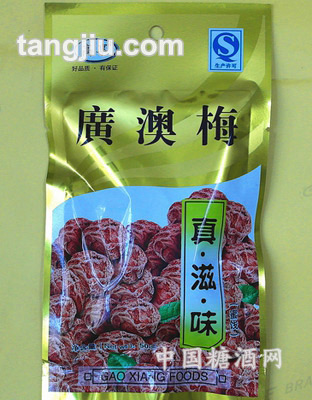 tangjiu.com
好品质·有保证
生产许可
廣澳梅
真·滋·味
中国糖酒网
GAO XIANG FOODS